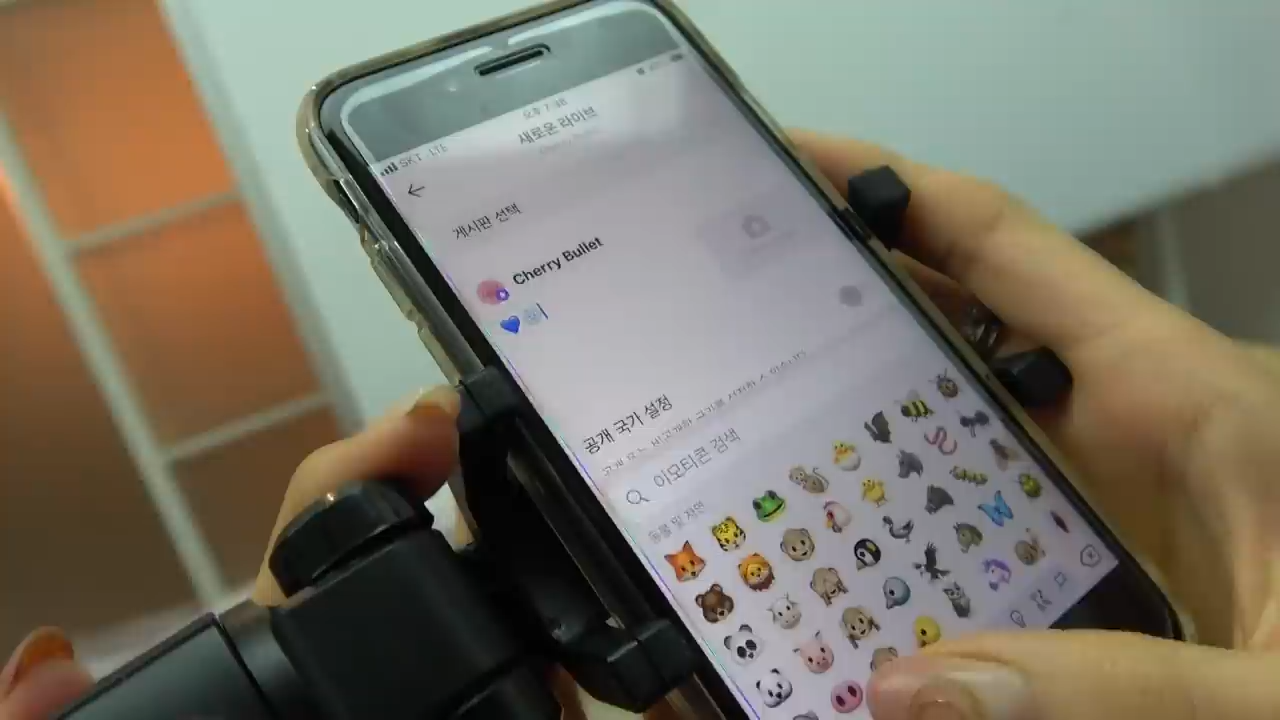 SKT LTE
새로운 라이브
게시판 선택
Cherry Bullet
공개 국가 설정
이모티콘 검색
동물 및 자연